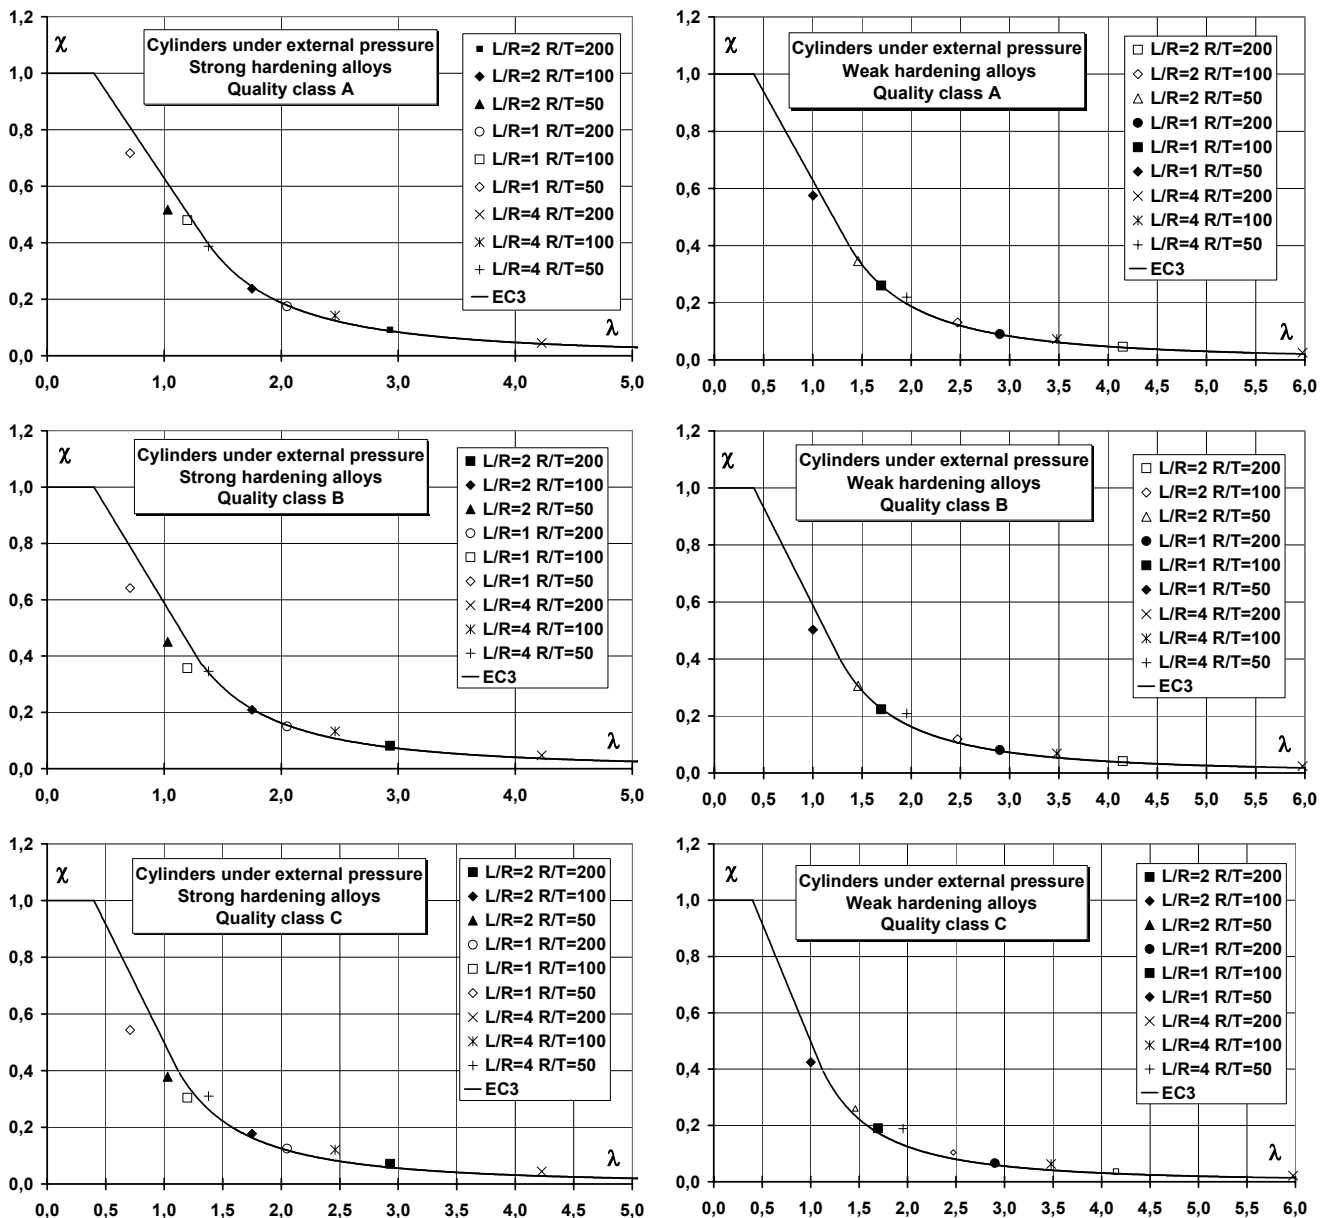 1,2
χ
1,0
0,8
0,6
0,4
0,2
0,0
Cylinders under external pressure
Strong hardening alloys
Quality class A
L/R=2 R/T=200
L/R=2 R/T=100
L/R=2 R/T=50
L/R=1 R/T=200
L/R=1 R/T=100
L/R=1 R/T=50
L/R=4 R/T=200
L/R=4 R/T=100
L/R=4 R/T=50
EC3
λ
0,0 1,0 2,0 3,0 4,0 5,0
1,2
χ
1,0
0,8
0,6
0,4
0,2
0,0
Cylinders under external pressure
Weak hardening alloys
Quality class A
L/R=2 R/T=200
L/R=2 R/T=100
L/R=2 R/T=50
L/R=1 R/T=200
L/R=1 R/T=100
L/R=1 R/T=50
L/R=4 R/T=200
L/R=4 R/T=100
L/R=4 R/T=50
EC3
λ
0,0 0,5 1,0 1,5 2,0 2,5 3,0 3,5 4,0 4,5 5,0 5,5 6,0
1,2
χ
1,0
0,8
0,6
0,4
0,2
0,0
Cylinders under external pressure
Strong hardening alloys
Quality class B
L/R=2 R/T=200
L/R=2 R/T=100
L/R=2 R/T=50
L/R=1 R/T=200
L/R=1 R/T=100
L/R=1 R/T=50
L/R=4 R/T=200
L/R=4 R/T=100
L/R=4 R/T=50
EC3
λ
0,0 1,0 2,0 3,0 4,0 5,0
1,2
χ
1,0
0,8
0,6
0,4
0,2
0,0
Cylinders under external pressure
Weak hardening alloys
Quality class B
L/R=2 R/T=200
L/R=2 R/T=100
L/R=2 R/T=50
L/R=1 R/T=200
L/R=1 R/T=100
L/R=1 R/T=50
L/R=4 R/T=200
L/R=4 R/T=100
L/R=4 R/T=50
EC3
λ
0,0 0,5 1,0 1,5 2,0 2,5 3,0 3,5 4,0 4,5 5,0 5,5 6,0
1,2
χ
1,0
0,8
0,6
0,4
0,2
0,0
Cylinders under external pressure
Strong hardening alloys
Quality class C
L/R=2 R/T=200
L/R=2 R/T=100
L/R=2 R/T=50
L/R=1 R/T=200
L/R=1 R/T=100
L/R=1 R/T=50
L/R=4 R/T=200
L/R=4 R/T=100
L/R=4 R/T=50
EC3
λ
0,0 0,5 1,0 1,5 2,0 2,5 3,0 3,5 4,0 4,5 5,0
1,2
χ
1,0
0,8
0,6
0,4
0,2
0,0
Cylinders under external pressure
Weak hardening alloys
Quality class C
L/R=2 R/T=200
L/R=2 R/T=100
L/R=2 R/T=50
L/R=1 R/T=200
L/R=1 R/T=100
L/R=1 R/T=50
L/R=4 R/T=200
L/R=4 R/T=100
L/R=4 R/T=50
EC3
λ
0,0 0,5 1,0 1,5 2,0 2,5 3,0 3,5 4,0 4,5 5,0 5,5 6,0